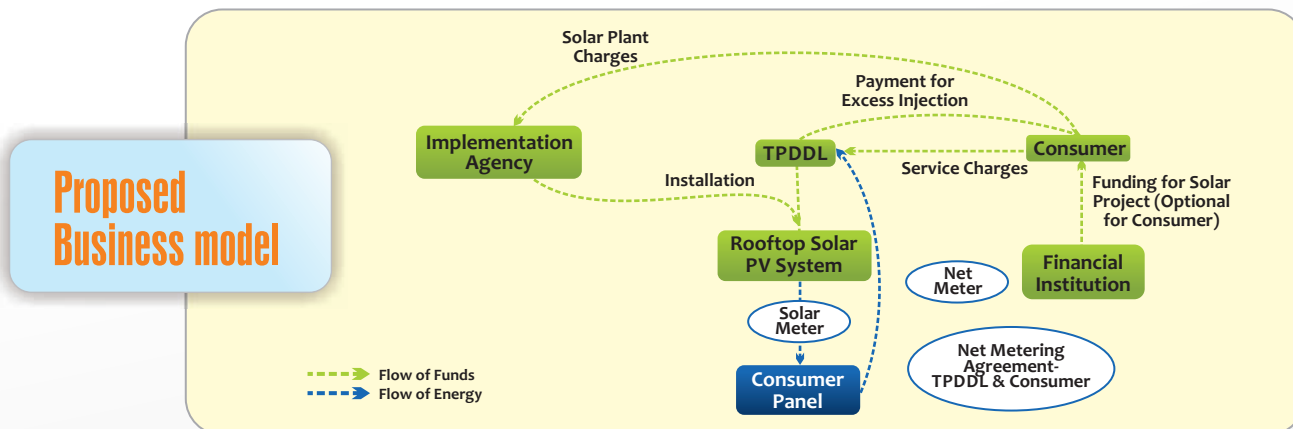 Proposed
Business model
Solar Plant
Charges
Payment for
Excess Injection
Implementation
Agency
TPDDL
Consumer
Service Charges
Installation
Funding for Solar
Project (Optional
for Consumer)
Rooftop Solar
PV System
Financial
Institution
Net
Meter
Solar
Meter
Net Metering
Agreement-
TPDDL & Consumer
Consumer
Panel
Flow of Funds
Flow of Energy